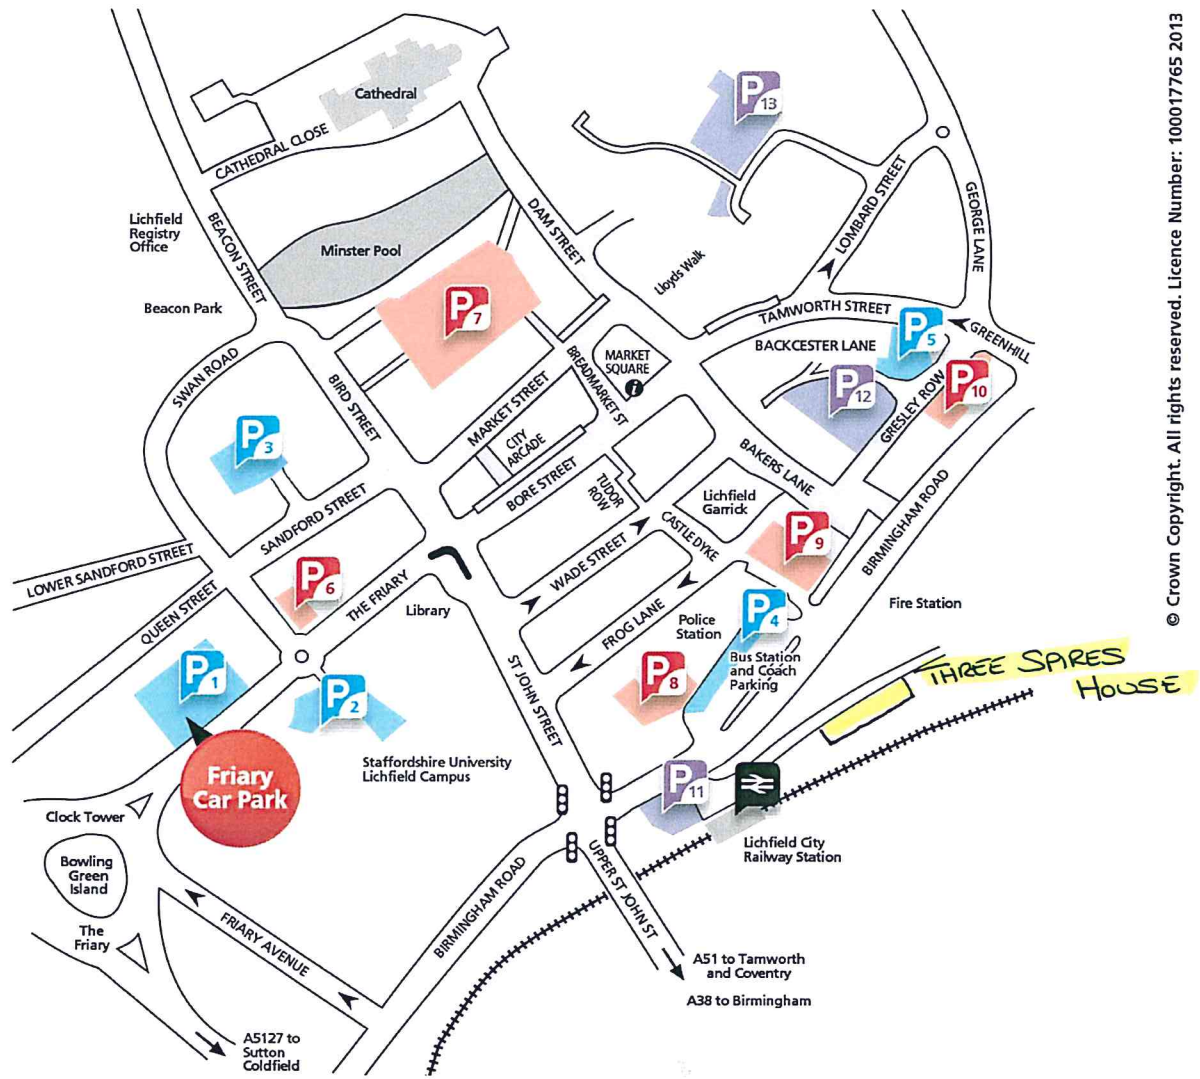 © Crown Copyright. All rights reserved. Licence Number: 100017765 2013
Cathedral
CATHEDRAL CLOSE
P 13
Lichfield
Registry
Office
BEACON STREET
Minster Pool
DAM STREET
Lloyds Walk
LOMBARD STREET
GEORGE LANE
Beacon Park
P 7
TAMWORTH STREET
GREENHILL
BACKCESTER LANE
P 5
SWAN ROAD
BIRD STREET
MARKET
SQUARE
i
BREADMARKET ST
MARKET STREET
P 12
GRESLEY ROW
P 10
P 3
CITY
ARCADE
BORE STREET
TUDOR
ROW
BAKERS LANE
Lichfield
Garrick
SANDFORD STREET
CASTLE DYKE
P 9
BIRMINGHAM ROAD
LOWER SANDFORD STREET
QUEEN STREET
P 6
THE FRIARY
Library
WADE STREET
FROG LANE
Police
Station
P 4
Fire Station
P 1
P 2
ST JOHN STREET
P 8
Bus Station
and Coach
Parking
THREE SPIRES
HOUSE
Friary
Car Park
Staffordshire University
Lichfield Campus
P 11
Clock Tower
Lichfield City
Railway Station
Bowling
Green
Island
BIRMINGHAM ROAD
UPPER ST JOHN ST
The
Friary
FRIARY AVENUE
A51 to Tamworth
and Coventry
A38 to Birmingham
A5127 to
Sutton
Coldfield